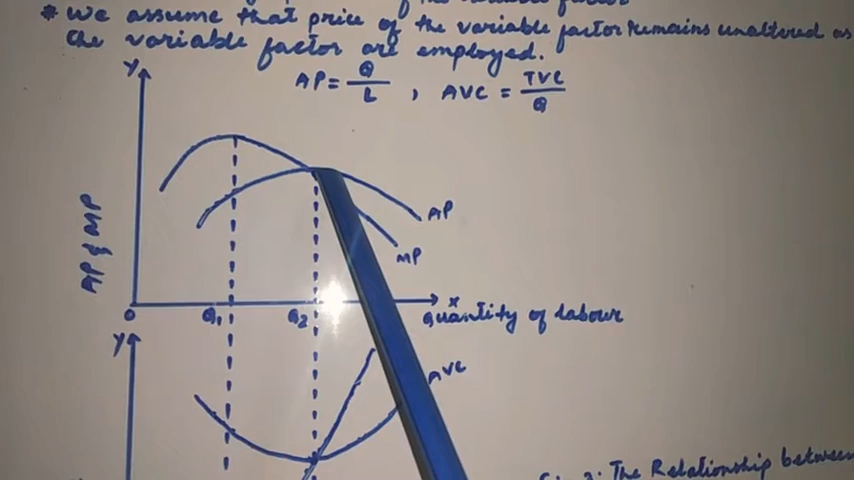 * We assume that price of the variable factor remains unaltered as
the variable factor are employed.
AP = Q/L , AVC = TVC/Q
Y
AP & MP
AP
MP
O Q1 Q2 X
Quantity of labour
Y
AVC
The Relationship between